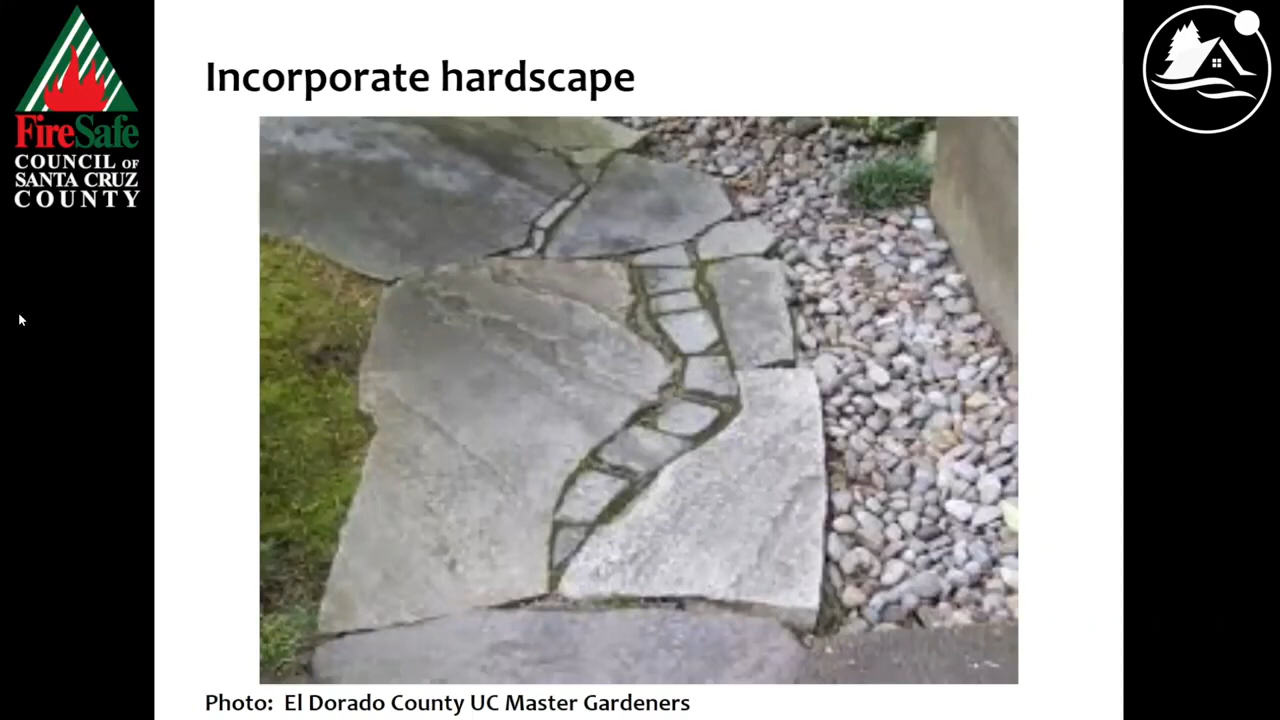 FireSafe
COUNCIL OF
SANTA CRUZ
COUNTY
Incorporate hardscape
Photo: El Dorado County UC Master Gardeners